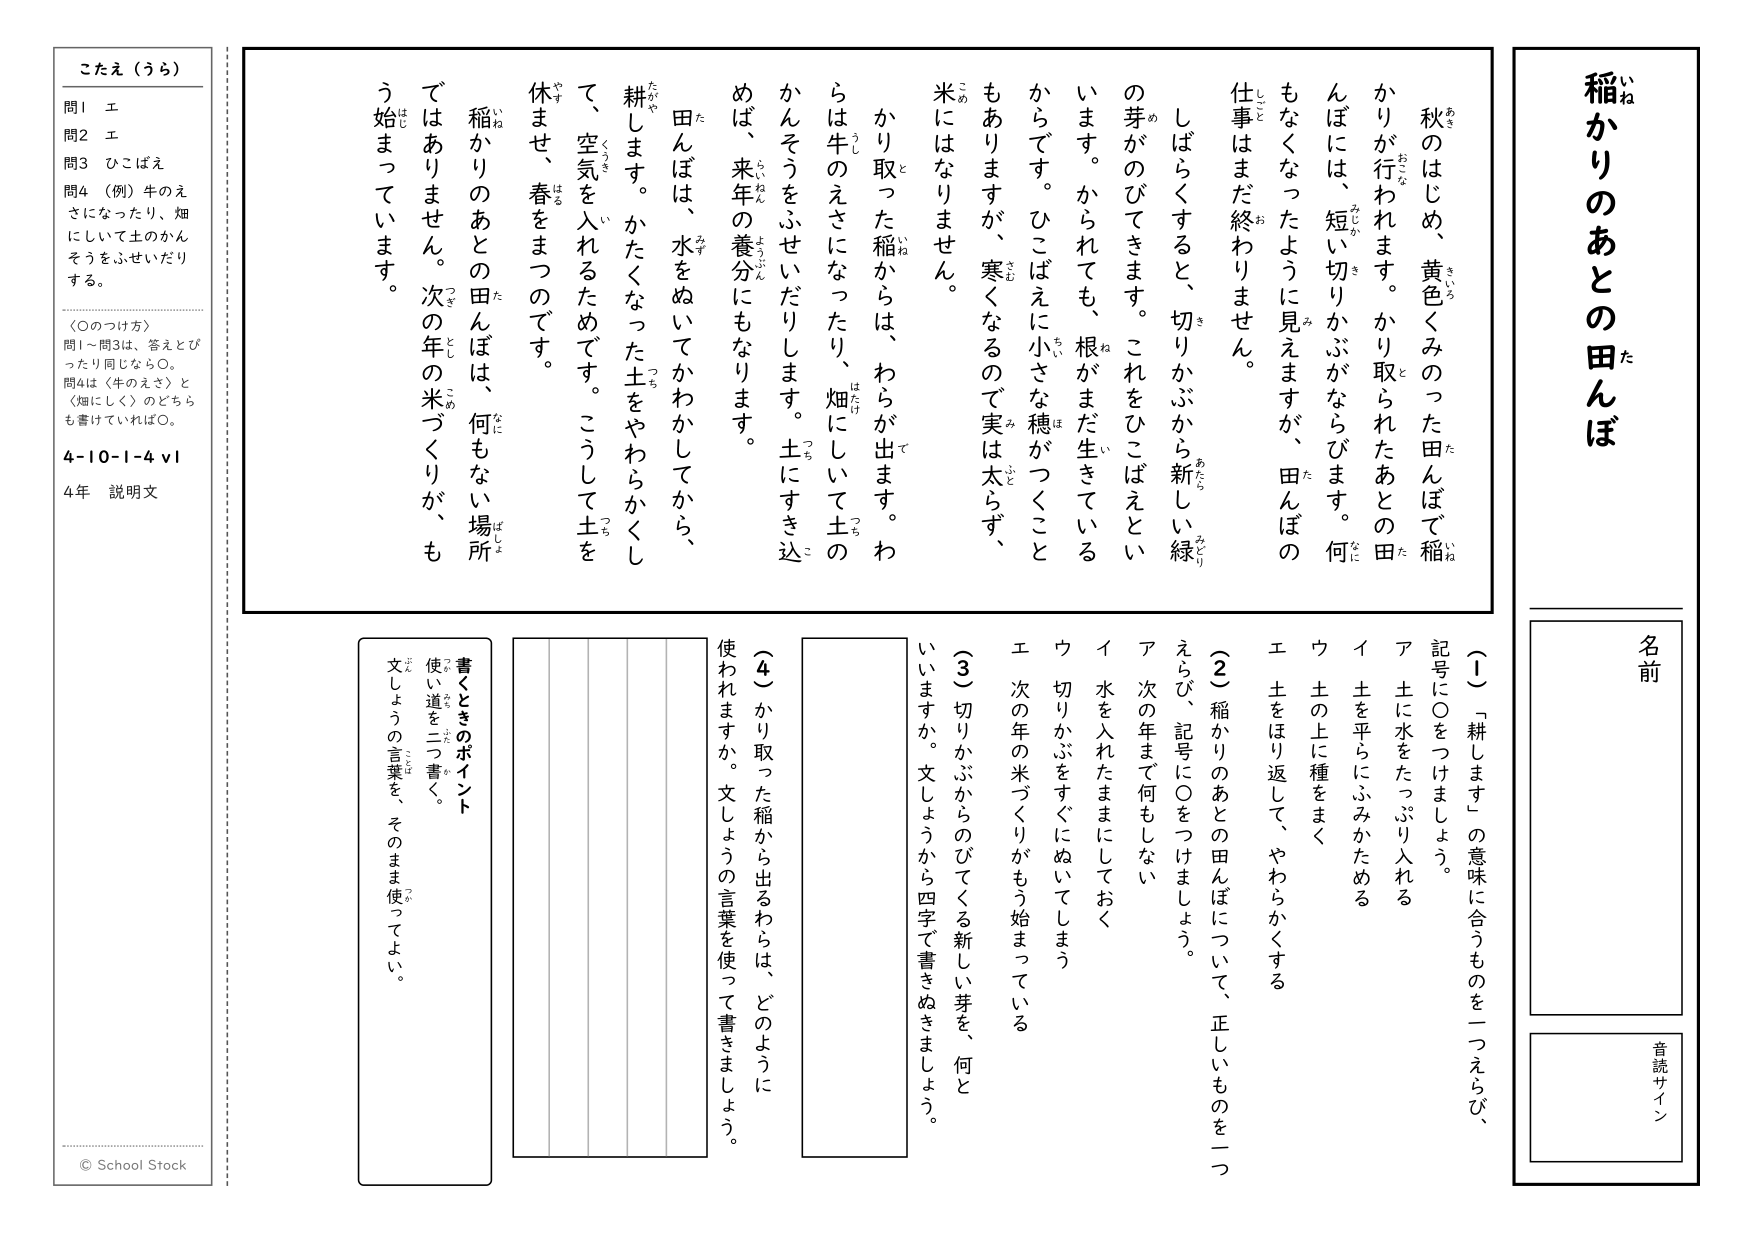 稲かりのあとの田んぼ
名前
音読サイン
秋のはじめ、黄色くみのった田んぼで稲
かりが行われます。かり取られたあとの田
んぼには、短い切りかぶがならびます。何
もなくなったように見えますが、田んぼの
仕事はまだ終わりません。
しばらくすると、切りかぶから新しい緑
の芽がのびてきます。これをひこばえとい
います。かられても、根がまだ生きている
からです。ひこばえに小さな穂がつくこと
もありますが、寒くなるので実は太らず、
米にはなりません。
かり取った稲からは、わらが出ます。わ
らは牛のえさになったり、畑にしいて土の
かんそうをふせいだりします。土にすき込
めば、来年の養分にもなります。
田んぼは、水をぬいてかわかしてから、
耕します。かたくなった土をやわらかくし
て、空気を入れるためです。こうして土を
休ませ、春をまつのです。
稲かりのあとの田んぼは、何もない場所
ではありません。次の年の米づくりが、も
う始まっています。
(1)「耕します」の意味に合うものを一つえらび、
記号に○をつけましょう。
ア 土に水をたっぷり入れる
イ 土を平らにふみかためる
ウ 土の上に種をまく
エ 土をほり返して、やわらかくする
(2)稲かりのあとの田んぼについて、正しいものを一つ
えらび、記号に○をつけましょう。
ア 次の年まで何もしない
イ 水を入れたままにしておく
ウ 切りかぶをすぐにぬいてしまう
エ 次の年の米づくりがもう始まっている
(3)切りかぶからのびてくる新しい芽を、何と
いいますか。文しょうから四字で書きぬきましょう。
(4)かり取った稲から出るわらは、どのように
使われますか。文しょうの言葉を使って書きましょう。
書くときのポイント
使い道を二つ書く。
文しょうの言葉を、そのまま使ってよい。
こたえ(うら)
問1 エ
問2 エ
問3 ひこばえ
問4 (例)牛のえ
さになったり、畑
にしいて土のかん
そうをふせいだり
する。
〈○のつけ方〉
問1〜問3は、答えとぴ
ったり同じなら○。
問4は〈牛のえさ〉と
〈畑にしく〉のどちら
も書けていれば○。
4-10-1-4 v1
4年 説明文
© School Stock